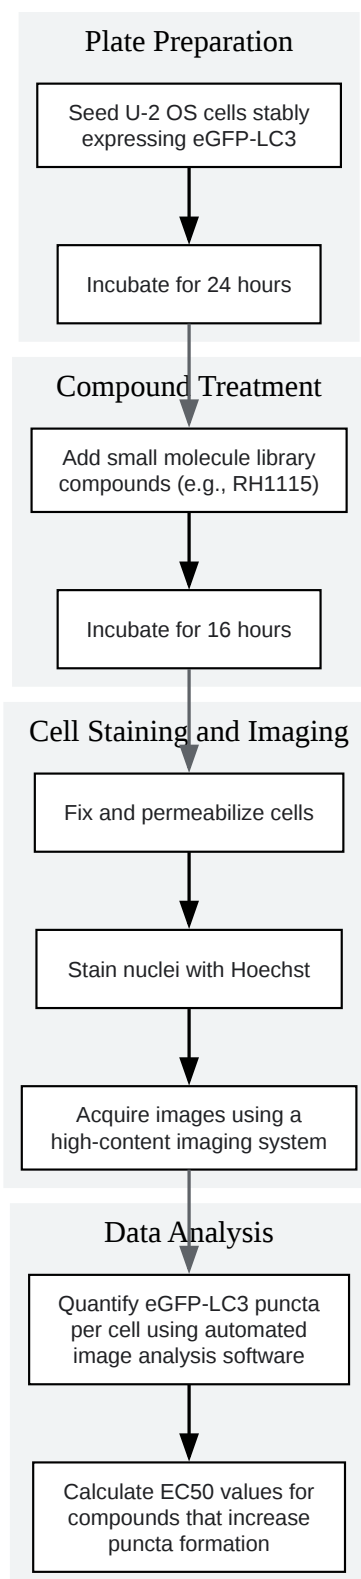 Plate Preparation
Seed U-2 OS cells stably
expressing eGFP-LC3
Incubate for 24 hours
Compound Treatment
Add small molecule library
compounds (e.g., RH1115)
Incubate for 16 hours
Cell Staining and Imaging
Fix and permeabilize cells
Stain nuclei with Hoechst
Acquire images using a
high-content imaging system
Data Analysis
Quantify eGFP-LC3 puncta
per cell using automated
image analysis software
Calculate EC50 values for
compounds that increase
puncta formation